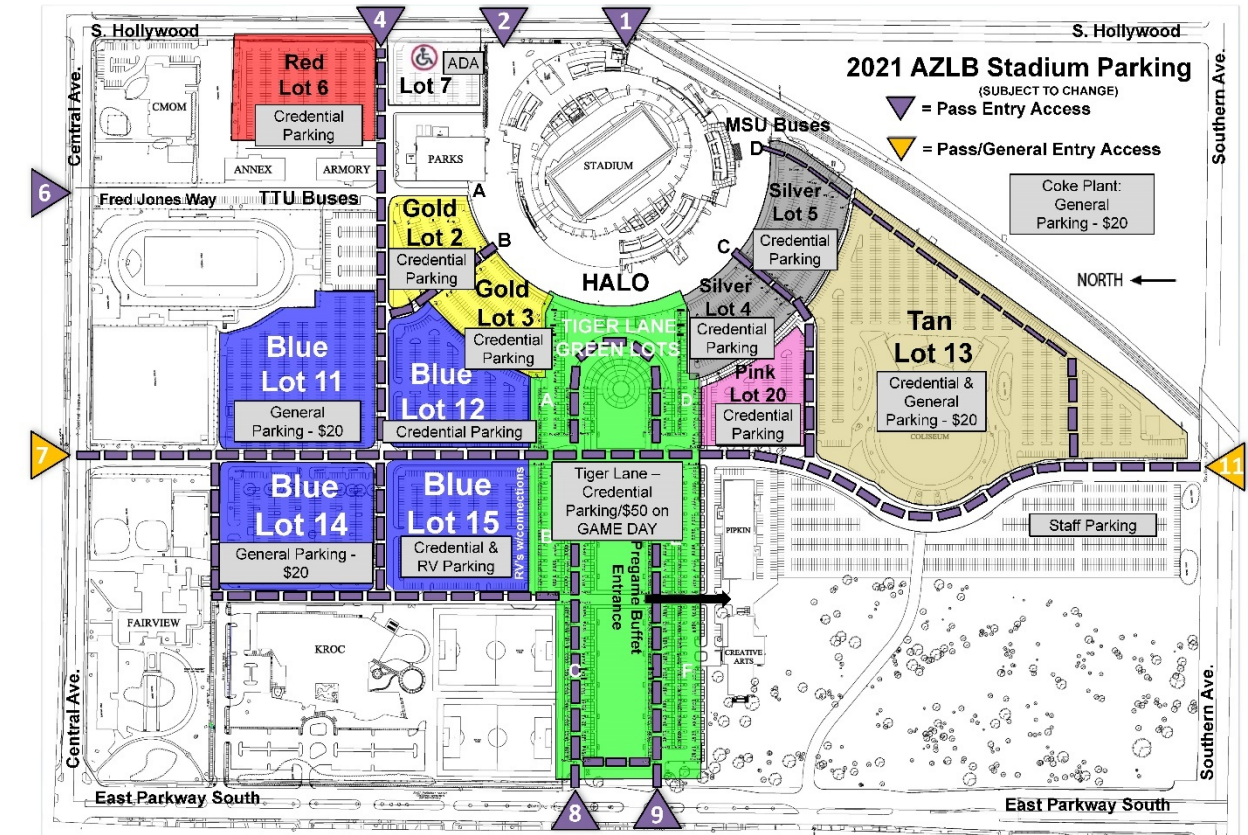 4
2
1
S. Hollywood
S. Hollywood
Central Ave.
Southern Ave.
2021 AZLB Stadium Parking
(SUBJECT TO CHANGE)
= Pass Entry Access
= Pass/General Entry Access
Red
Lot 6
Credential
Parking
ADA
Lot 7
CMOM
ANNEX
ARMORY
PARKS
STADIUM
MSU Buses
D
Coke Plant:
General
Parking - $20
6
Fred Jones Way
TTU Buses
A
Gold
Lot 2
Credential
Parking
B
Silver
Lot 5
Credential
Parking
C
HALO
NORTH
Gold
Lot 3
Credential
Parking
Silver
Lot 4
Credential
Parking
TIGER LANE
GREEN LOTS
Tan
Lot 13
Credential &
General
Parking - $20
COLISEUM
Blue
Lot 11
General
Parking - $20
Blue
Lot 12
Credential Parking
A
D
Pink
Lot 20
Credential
Parking
7
11
Blue
Lot 14
General Parking -
$20
Blue
Lot 15
Credential &
RV Parking
RV's w/connections
Tiger Lane –
Credential
Parking/$50 on
GAME DAY
Pregame Buffet
Entrance
PIPKIN
Staff Parking
FAIRVIEW
KROC
CREATIVE
ARTS
C
F
Central Ave.
Southern Ave.
East Parkway South
East Parkway South
8
9